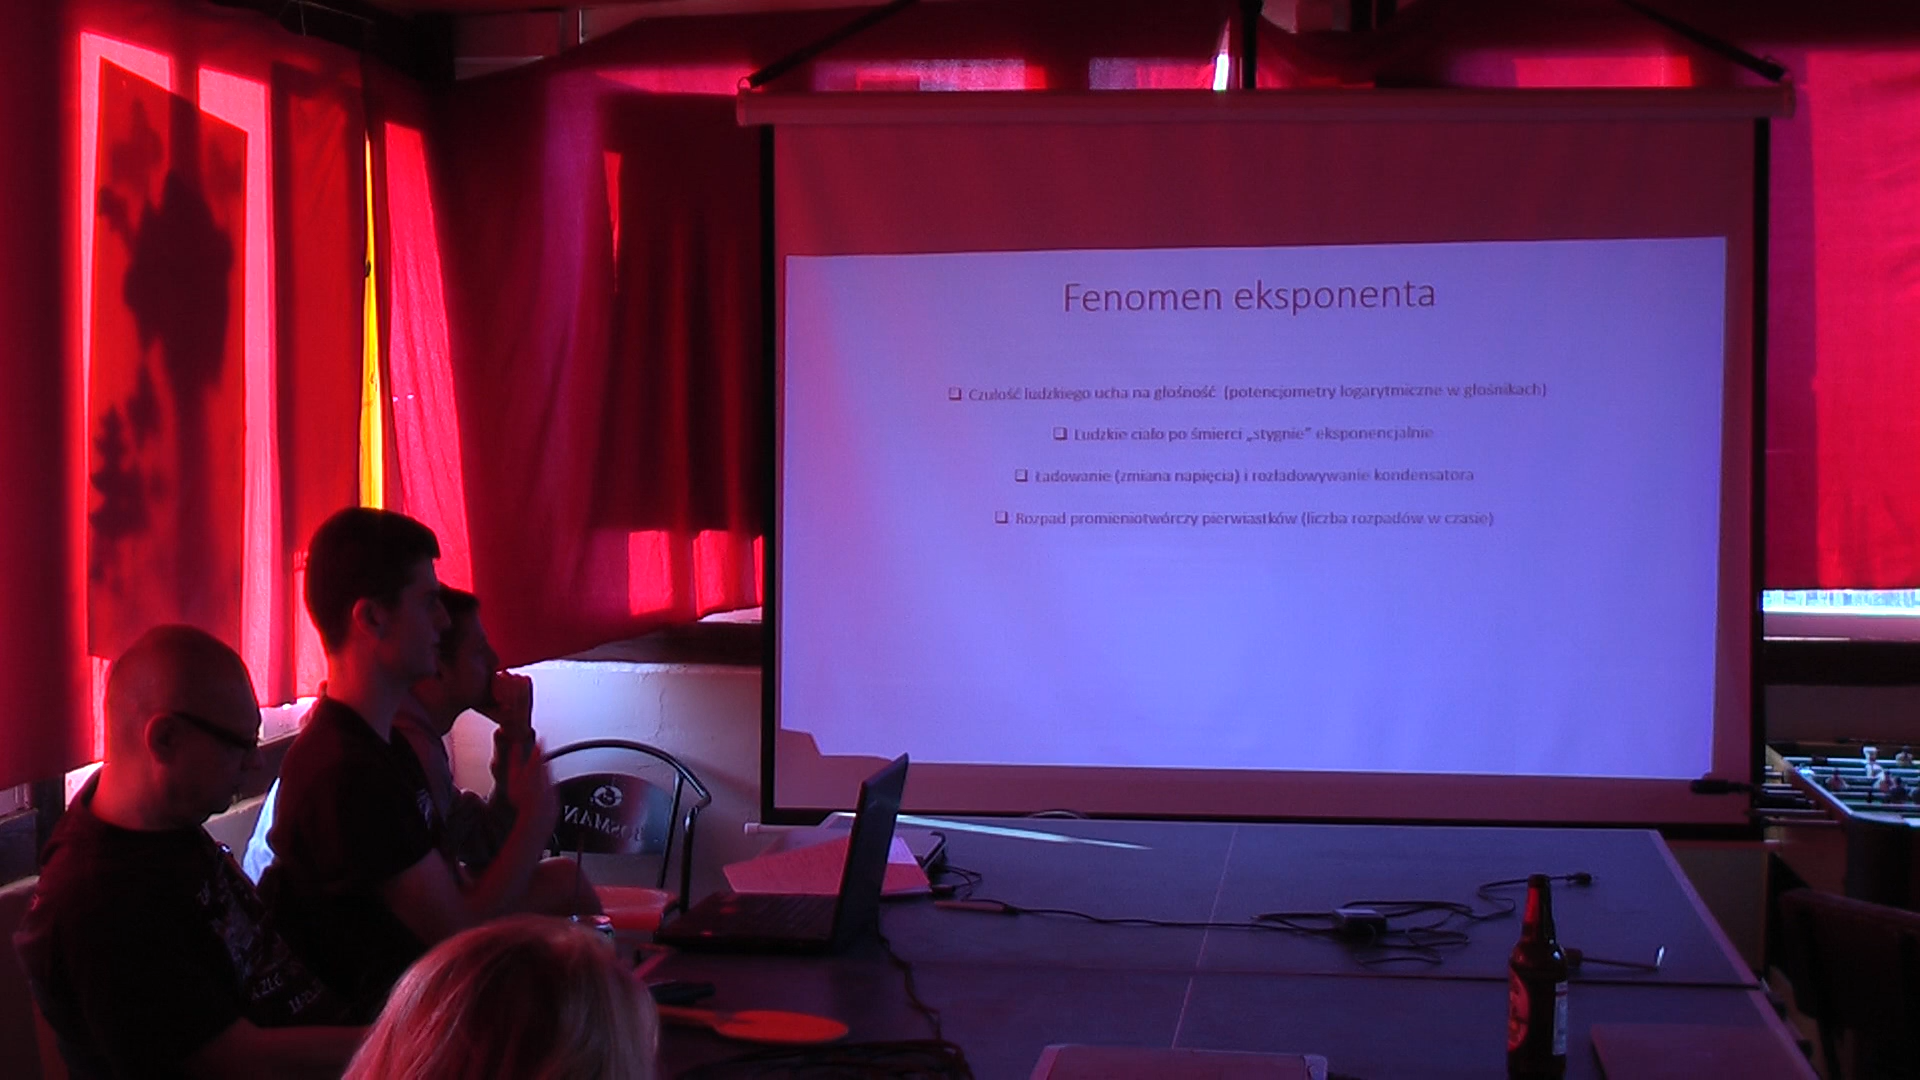 Fenomen eksponenta
Czułość ludzkiego ucha na głośność (potencjometry logarytmiczne w głośnikach)
Ludzkie ciało po śmierci „stygnie” eksponencjalnie
Ładowanie (zmiana napięcia) i rozładowywanie kondensatora
Rozpad promieniotwórczy pierwiastków (liczba rozpadów w czasie)
BOSMAN